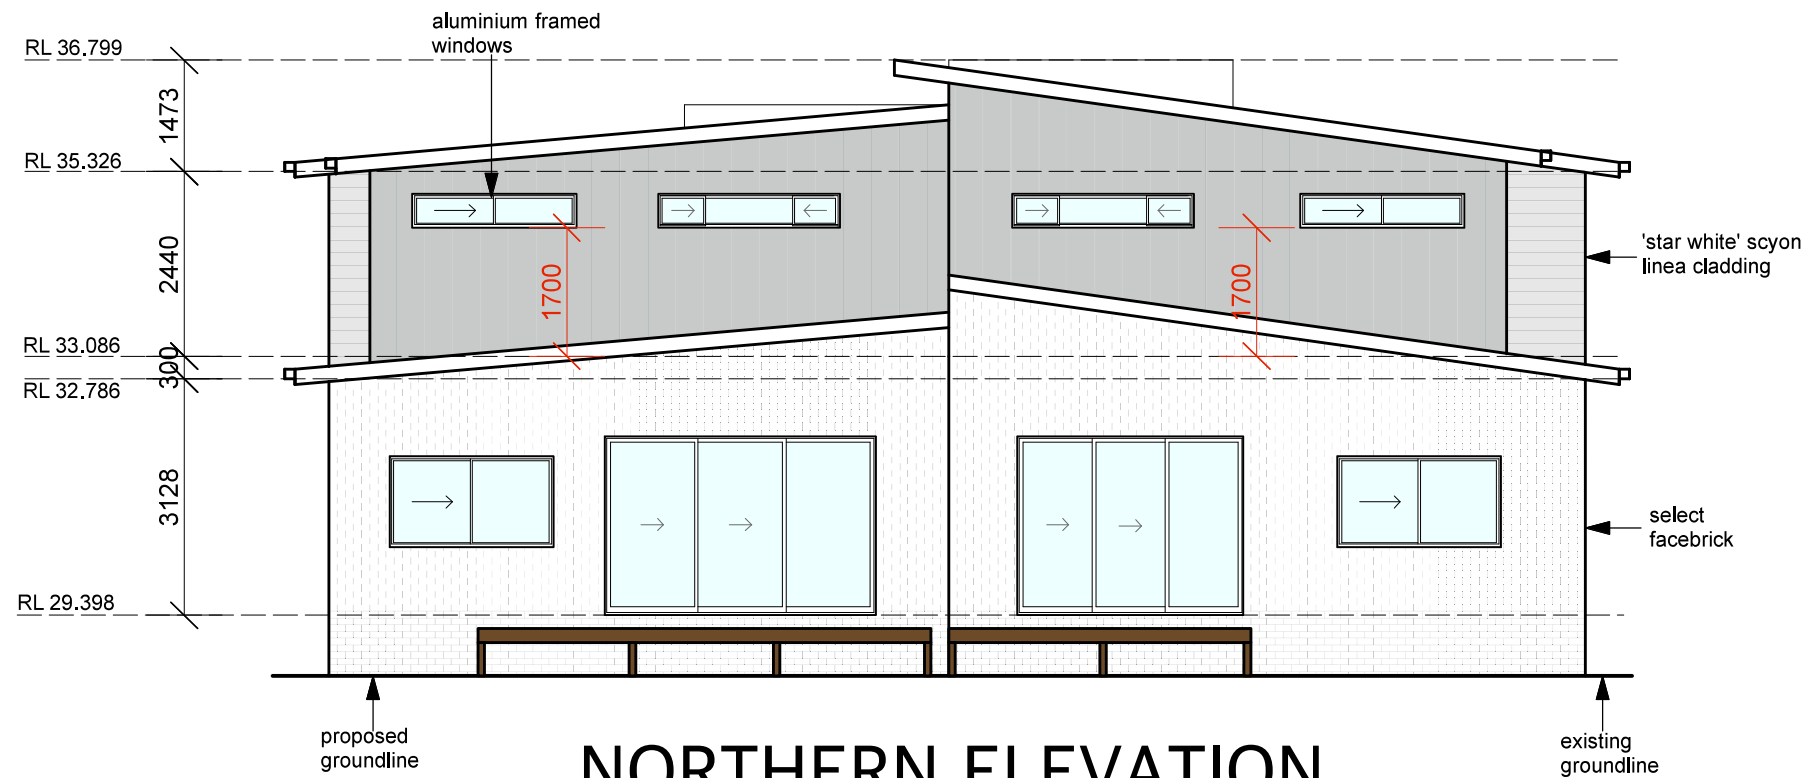 aluminium framed
windows
RL 36.799
1473
RL 35.326
2440
'star white' scyon
linea cladding
1700
1700
RL 33.086
300
RL 32.786
3128
select
facebrick
RL 29.398
proposed
groundline
NORTHERN ELEVATION
existing
groundline